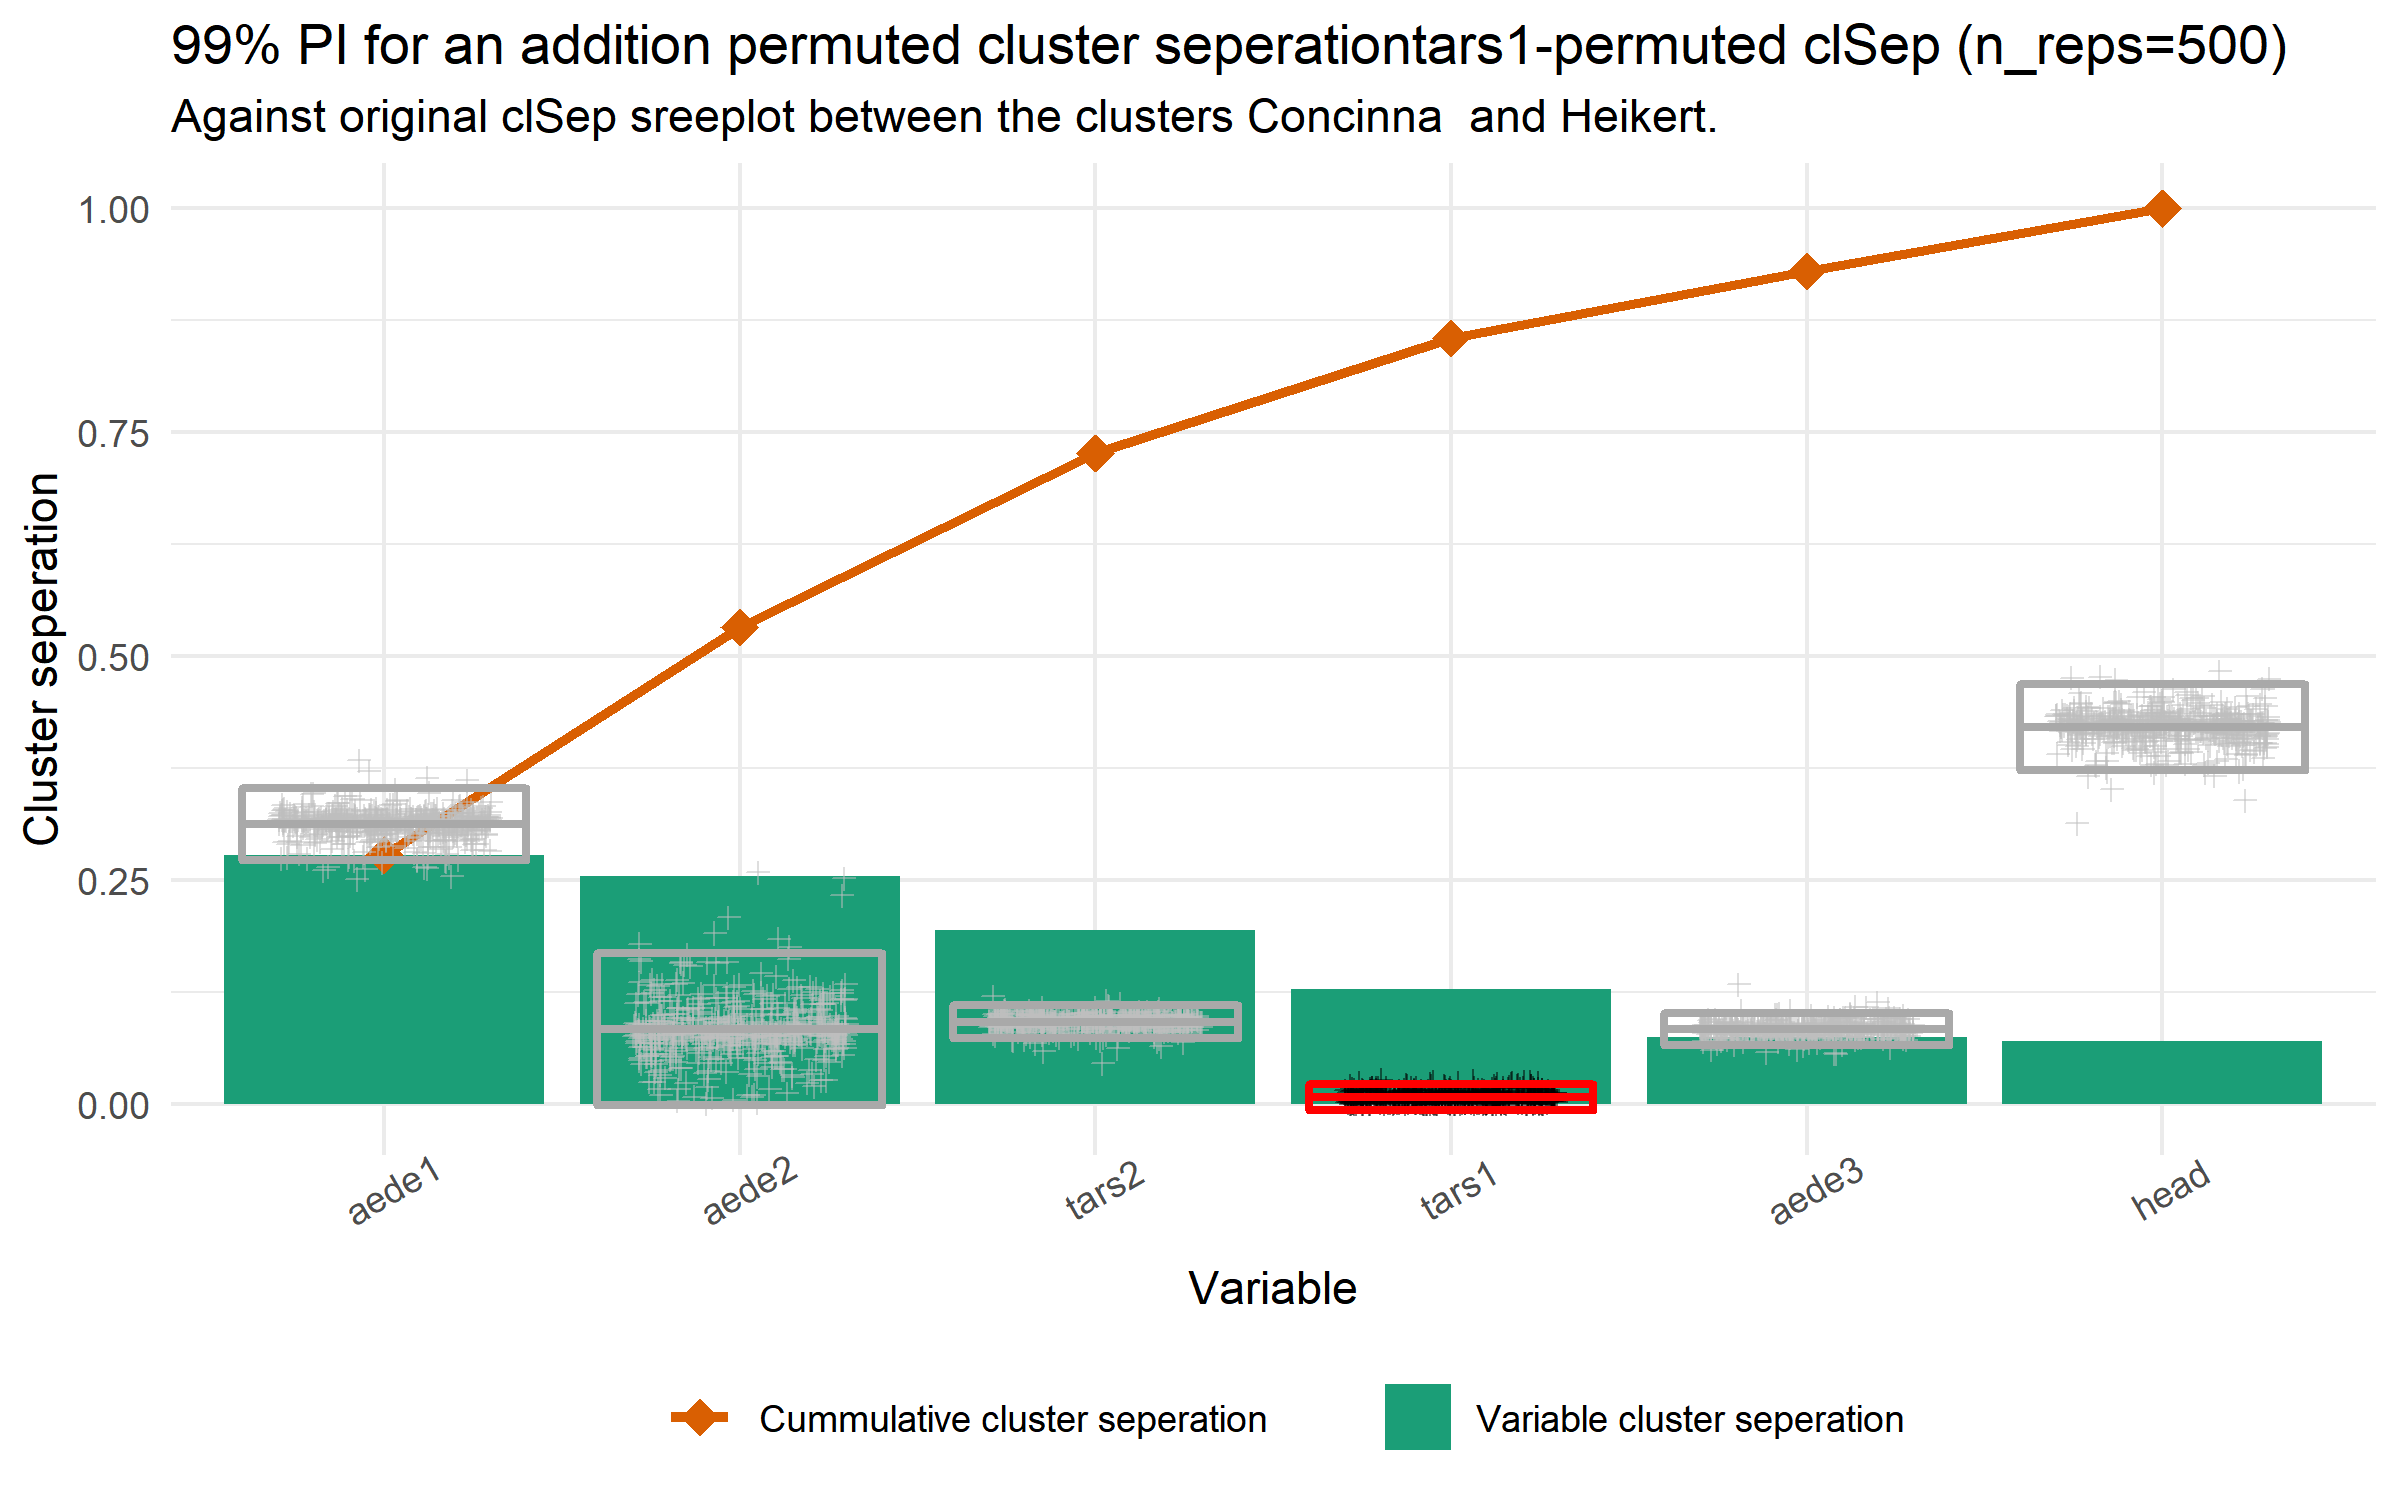 99% PI for an addition permuted cluster seperationtars1-permuted clSep (n_reps=500)
Against original clSep sreeplot between the clusters Concinna  and Heikert.
Cluster seperation
1.00
0.75
0.50
0.25
0.00
aede1
aede2
tars2
tars1
aede3
head
Variable
Cummulative cluster seperation
Variable cluster seperation